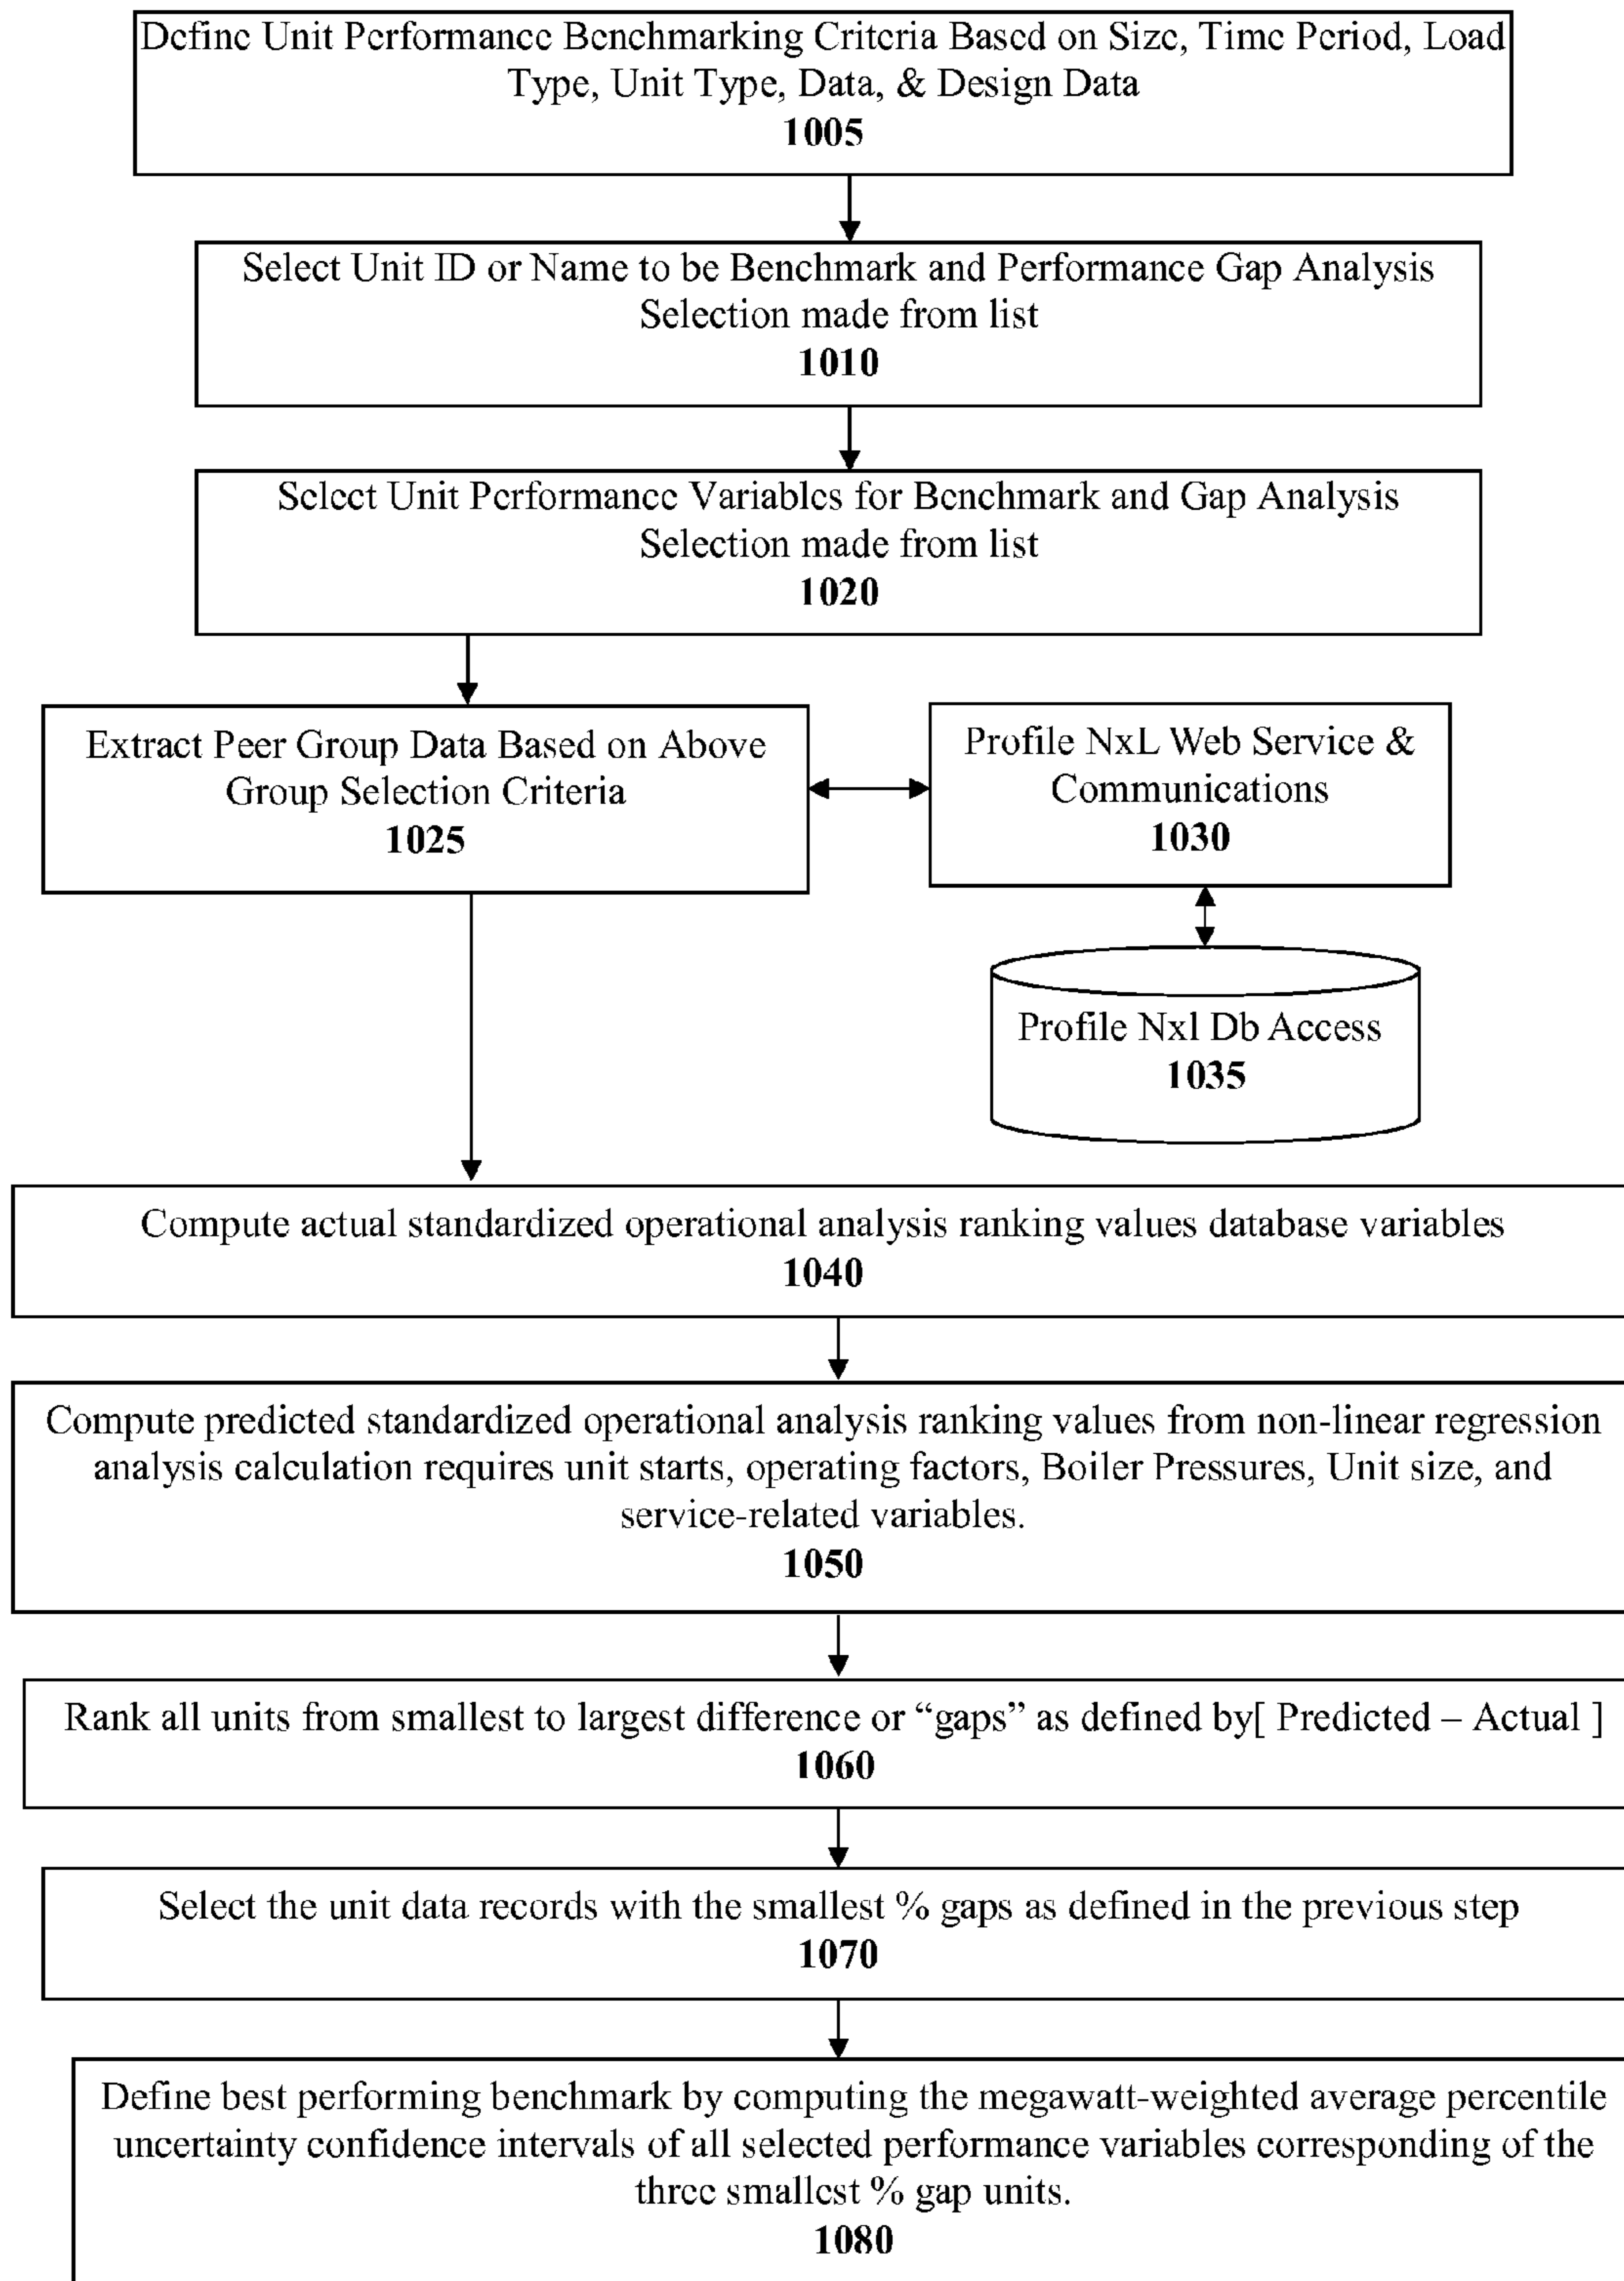 Define Unit Performance Benchmarking Criteria Based on Size, Time Period, Load
Type, Unit Type, Data, & Design Data
1005
Select Unit ID or Name to be Benchmark and Performance Gap Analysis
Selection made from list
1010
Select Unit Performance Variables for Benchmark and Gap Analysis
Selection made from list
1020
Extract Peer Group Data Based on Above
Group Selection Criteria
1025
Profile NxL Web Service &
Communications
1030
Profile Nxl Db Access
1035
Compute actual standardized operational analysis ranking values database variables
1040
Compute predicted standardized operational analysis ranking values from non-linear regression
analysis calculation requires unit starts, operating factors, Boiler Pressures, Unit size, and
service-related variables.
1050
Rank all units from smallest to largest difference or “gaps” as defined by[ Predicted – Actual ]
1060
Select the unit data records with the smallest % gaps as defined in the previous step
1070
Define best performing benchmark by computing the megawatt-weighted average percentile
uncertainty confidence intervals of all selected performance variables corresponding of the
three smallest % gap units.
1080